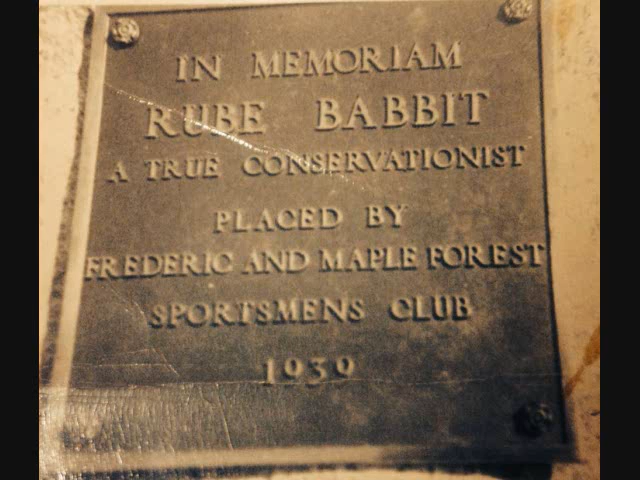 IN MEMORIAM
RUBE BABBIT
A TRUE CONSERVATIONIST
PLACED BY
FREDERIC AND MAPLE FOREST
SPORTSMENS CLUB
1939